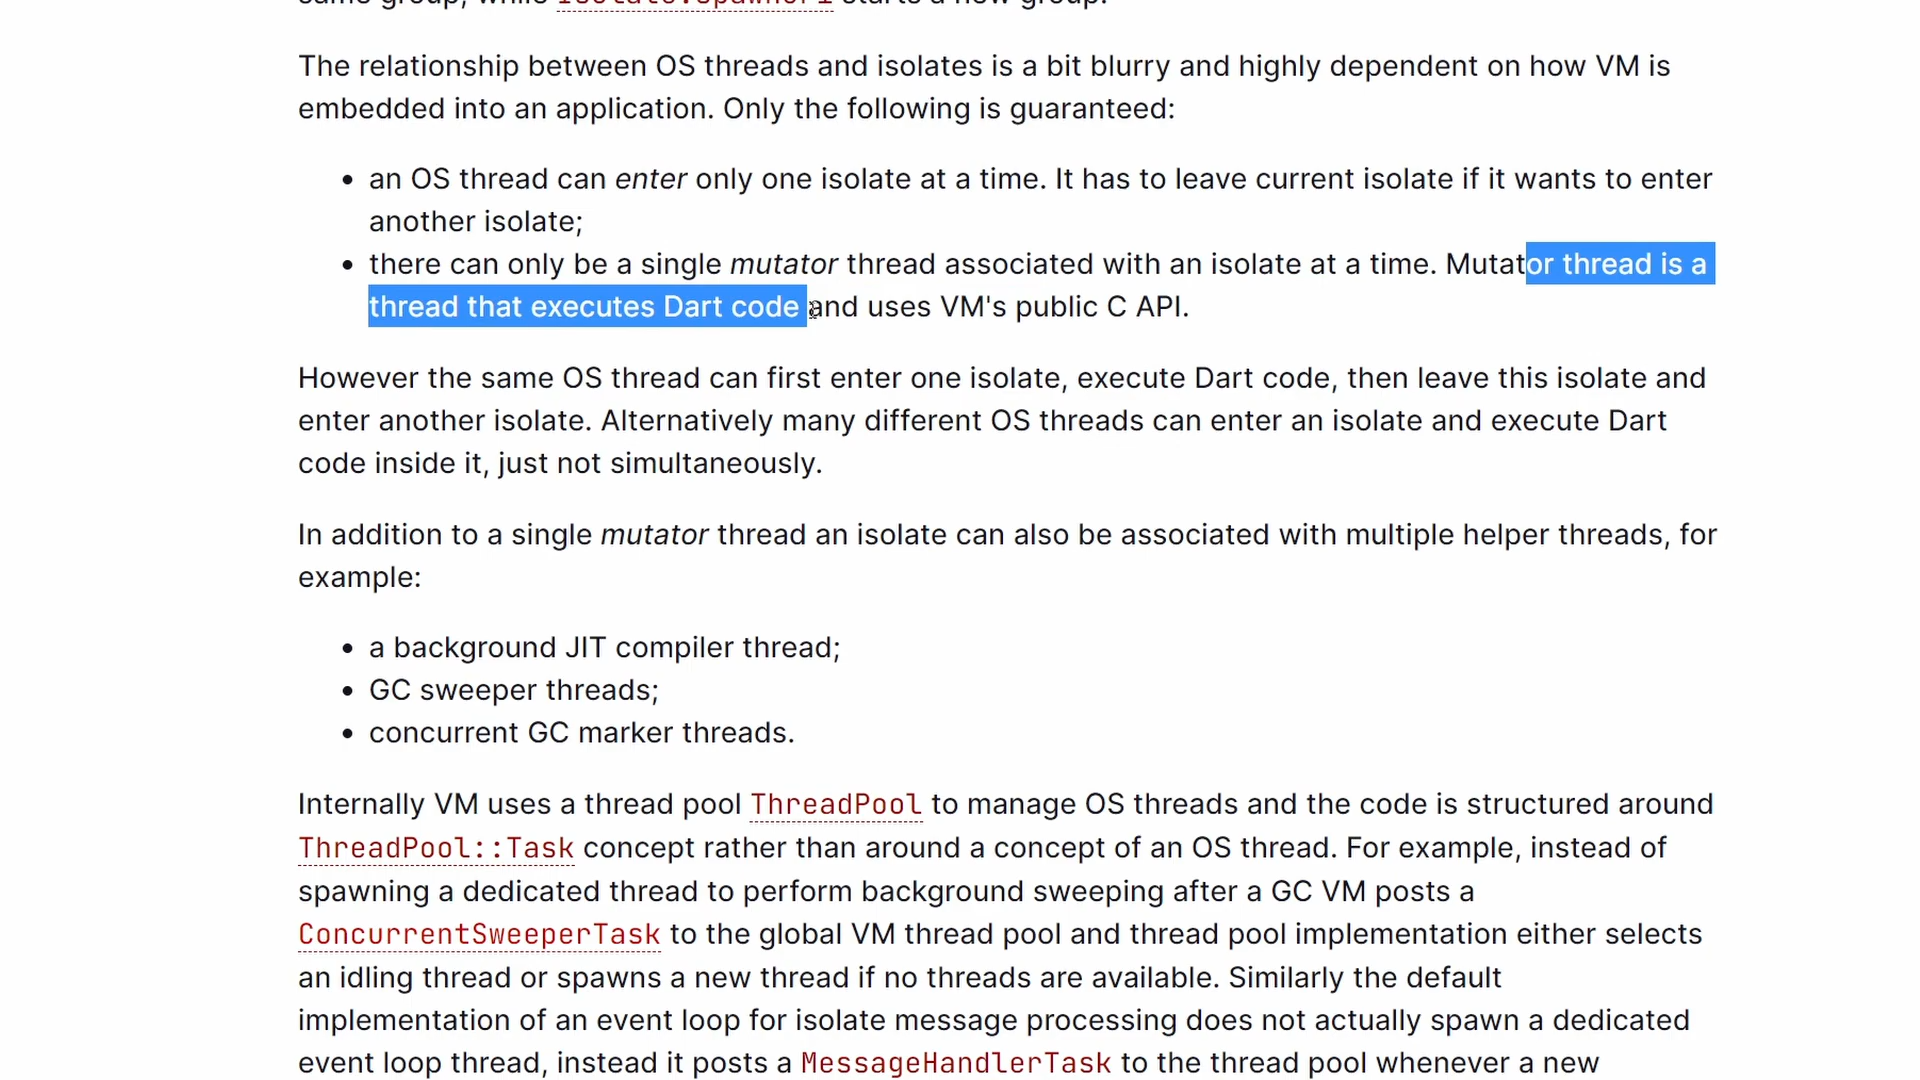 same group, while Isolate.spawnUri starts a new group.
The relationship between OS threads and isolates is a bit blurry and highly dependent on how VM is
embedded into an application. Only the following is guaranteed:
• an OS thread can enter only one isolate at a time. It has to leave current isolate if it wants to enter
another isolate;
• there can only be a single mutator thread associated with an isolate at a time. Mutator thread is a
thread that executes Dart code and uses VM's public C API.
However the same OS thread can first enter one isolate, execute Dart code, then leave this isolate and
enter another isolate. Alternatively many different OS threads can enter an isolate and execute Dart
code inside it, just not simultaneously.
In addition to a single mutator thread an isolate can also be associated with multiple helper threads, for
example:
• a background JIT compiler thread;
• GC sweeper threads;
• concurrent GC marker threads.
Internally VM uses a thread pool ThreadPool to manage OS threads and the code is structured around
ThreadPool::Task concept rather than around a concept of an OS thread. For example, instead of
spawning a dedicated thread to perform background sweeping after a GC VM posts a
ConcurrentSweeperTask to the global VM thread pool and thread pool implementation either selects
an idling thread or spawns a new thread if no threads are available. Similarly the default
implementation of an event loop for isolate message processing does not actually spawn a dedicated
event loop thread, instead it posts a MessageHandlerTask to the thread pool whenever a new